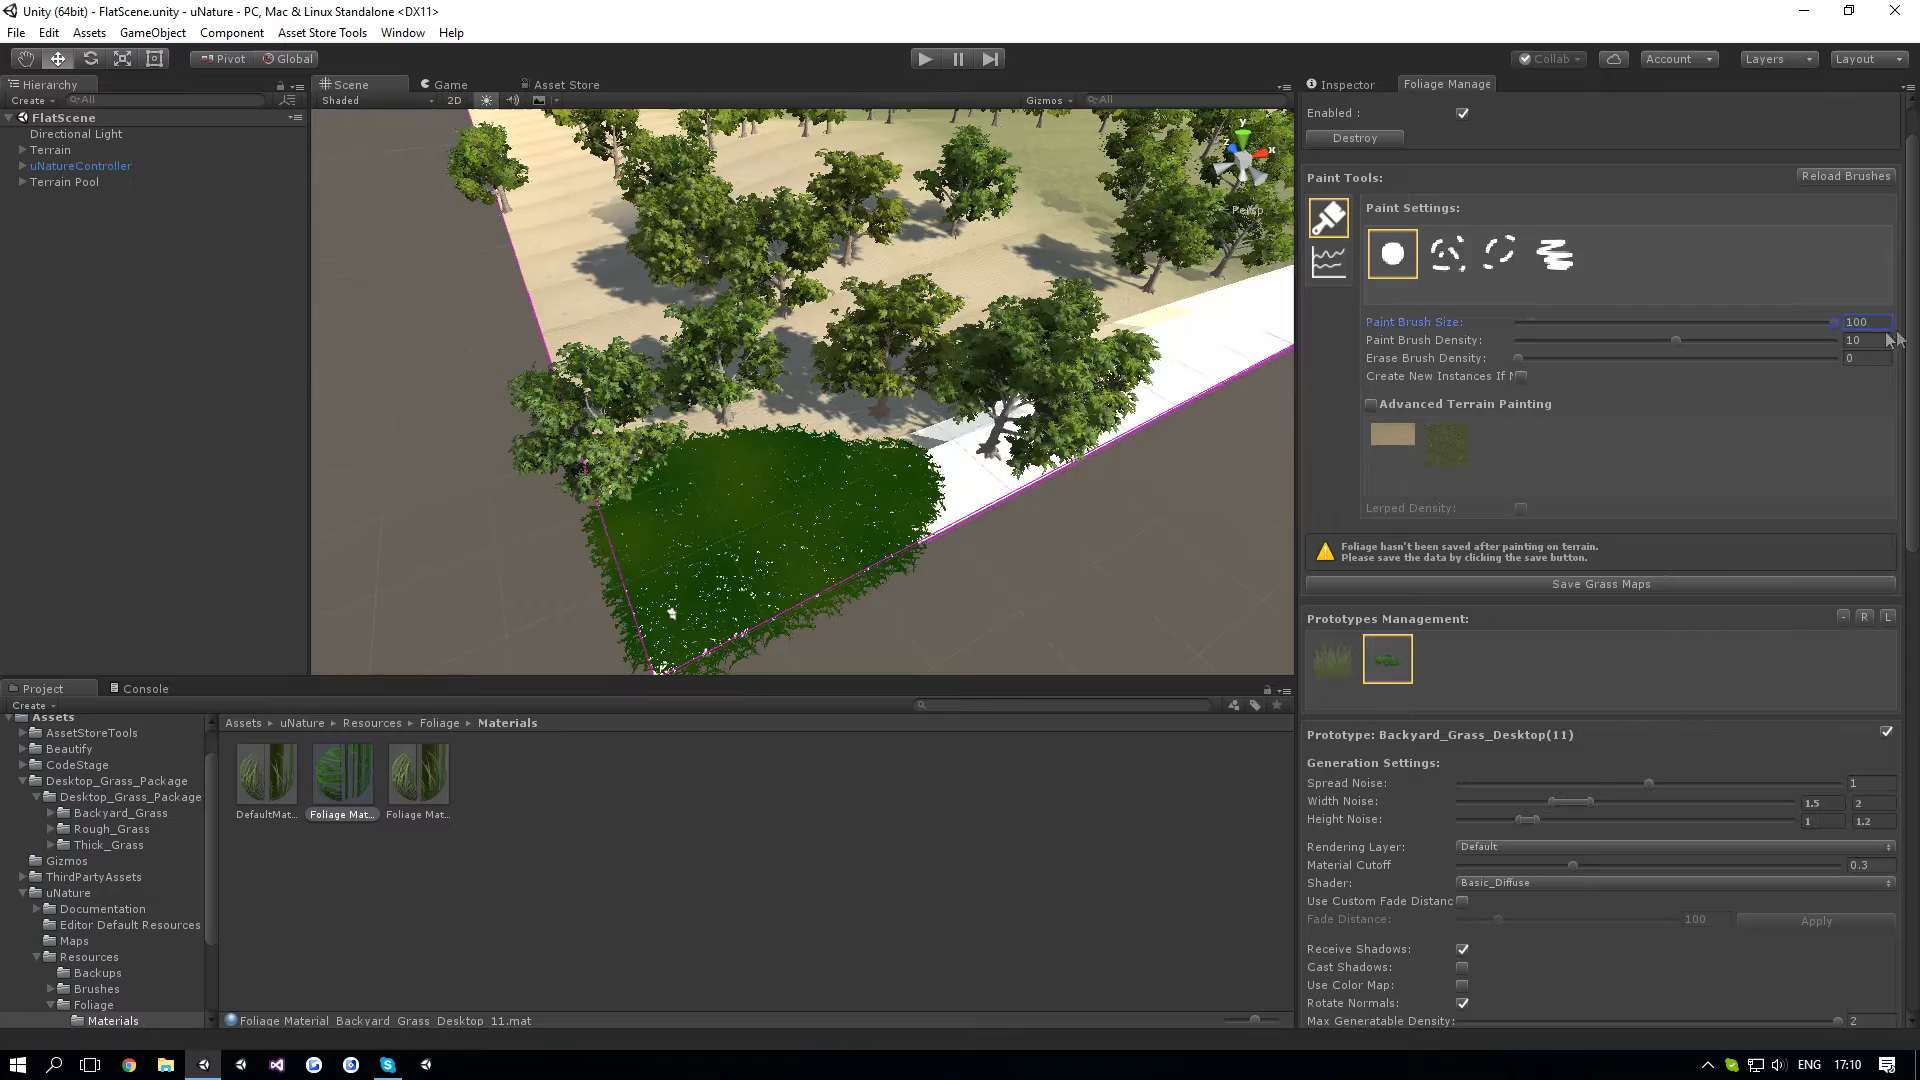 Unity (64bit) - FlatScene.unity - uNature - PC, Mac & Linux Standalone <DX11>
File Edit Assets GameObject Component Asset Store Tools Window Help
Pivot Global Collab Account Layers Layout
Hierarchy Scene Game Asset Store Inspector Foliage Manage
Create All Shaded 2D Gizmos All
FlatScene
Directional Light
Terrain
uNatureController
Terrain Pool
y
x
z
Persp
Enabled :
Destroy
Paint Tools: Reload Brushes
Paint Settings:
Paint Brush Size: 100
Paint Brush Density: 10
Erase Brush Density: 0
Create New Instances If
Advanced Terrain Painting
Lerped Density:
Foliage hasn't been saved after painting on terrain.
Please save the data by clicking the save button.
Save Grass Maps
Prototypes Management: - R L
Prototype: Backyard_Grass_Desktop(11)
Generation Settings:
Spread Noise: 1
Width Noise: 1.5 2
Height Noise: 1 1.2
Rendering Layer: Default
Material Cutoff 0.3
Shader: Basic_Diffuse
Use Custom Fade Distanc
Fade Distance: 100 Apply
Receive Shadows:
Cast Shadows:
Use Color Map:
Rotate Normals:
Max Generatable Density: 2
Project Console
Create
Assets
AssetStoreTools
Beautify
CodeStage
Desktop_Grass_Package
Desktop_Grass_Package
Backyard_Grass
Rough_Grass
Thick_Grass
Gizmos
ThirdPartyAssets
uNature
Documentation
Editor Default Resources
Maps
Resources
Backups
Brushes
Foliage
Materials
Assets ▸ uNature ▸ Resources ▸ Foliage ▸ Materials
DefaultMat... Foliage Mat... Foliage Mat...
Foliage Material Backyard Grass Desktop 11.mat
ENG 17:10